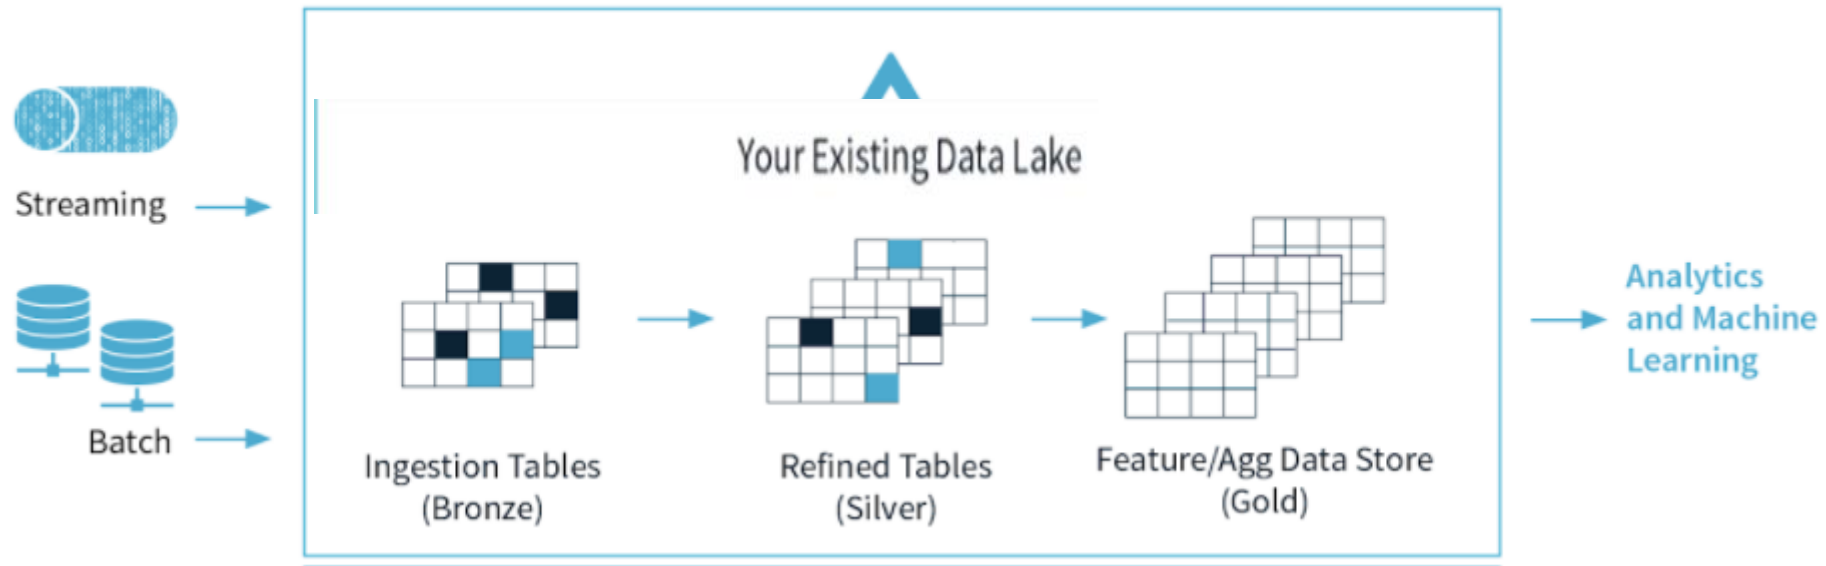 Your Existing Data Lake
Streaming
Batch
Ingestion Tables
(Bronze)
Refined Tables
(Silver)
Feature/Agg Data Store
(Gold)
Analytics
and Machine
Learning